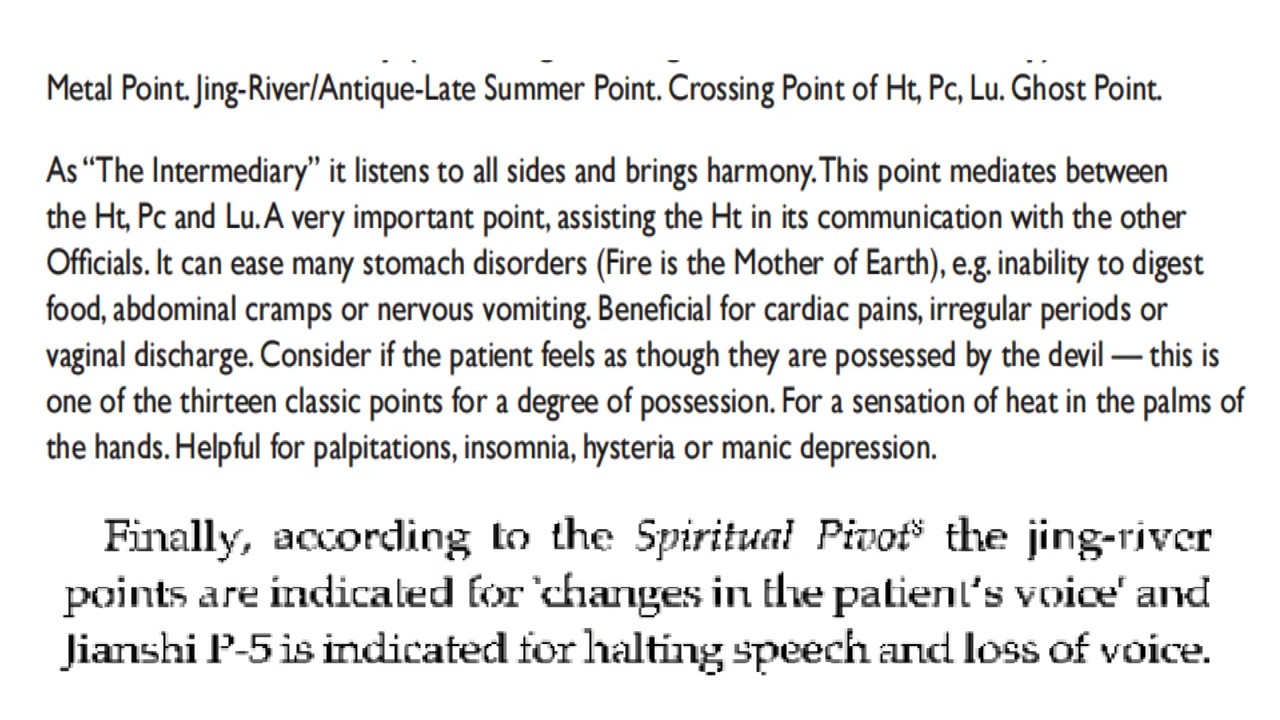 Metal Point. Jing-River/Antique-Late Summer Point. Crossing Point of Ht, Pc, Lu. Ghost Point.
As “The Intermediary” it listens to all sides and brings harmony. This point mediates between
the Ht, Pc and Lu. A very important point, assisting the Ht in its communication with the other
Officials. It can ease many stomach disorders (Fire is the Mother of Earth), e.g. inability to digest
food, abdominal cramps or nervous vomiting. Beneficial for cardiac pains, irregular periods or
vaginal discharge. Consider if the patient feels as though they are possessed by the devil — this is
one of the thirteen classic points for a degree of possession. For a sensation of heat in the palms of
the hands. Helpful for palpitations, insomnia, hysteria or manic depression.
Finally, according to the Spiritual Pivot⁸ the jing-river
points are indicated for 'changes in the patient's voice' and
Jianshi P-5 is indicated for halting speech and loss of voice.